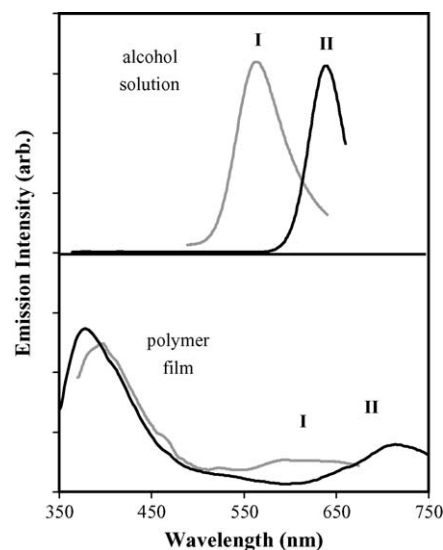 I II
alcohol
solution
Emission Intensity (arb.)
polymer
film
I II
350 450 550 650 750
Wavelength (nm)